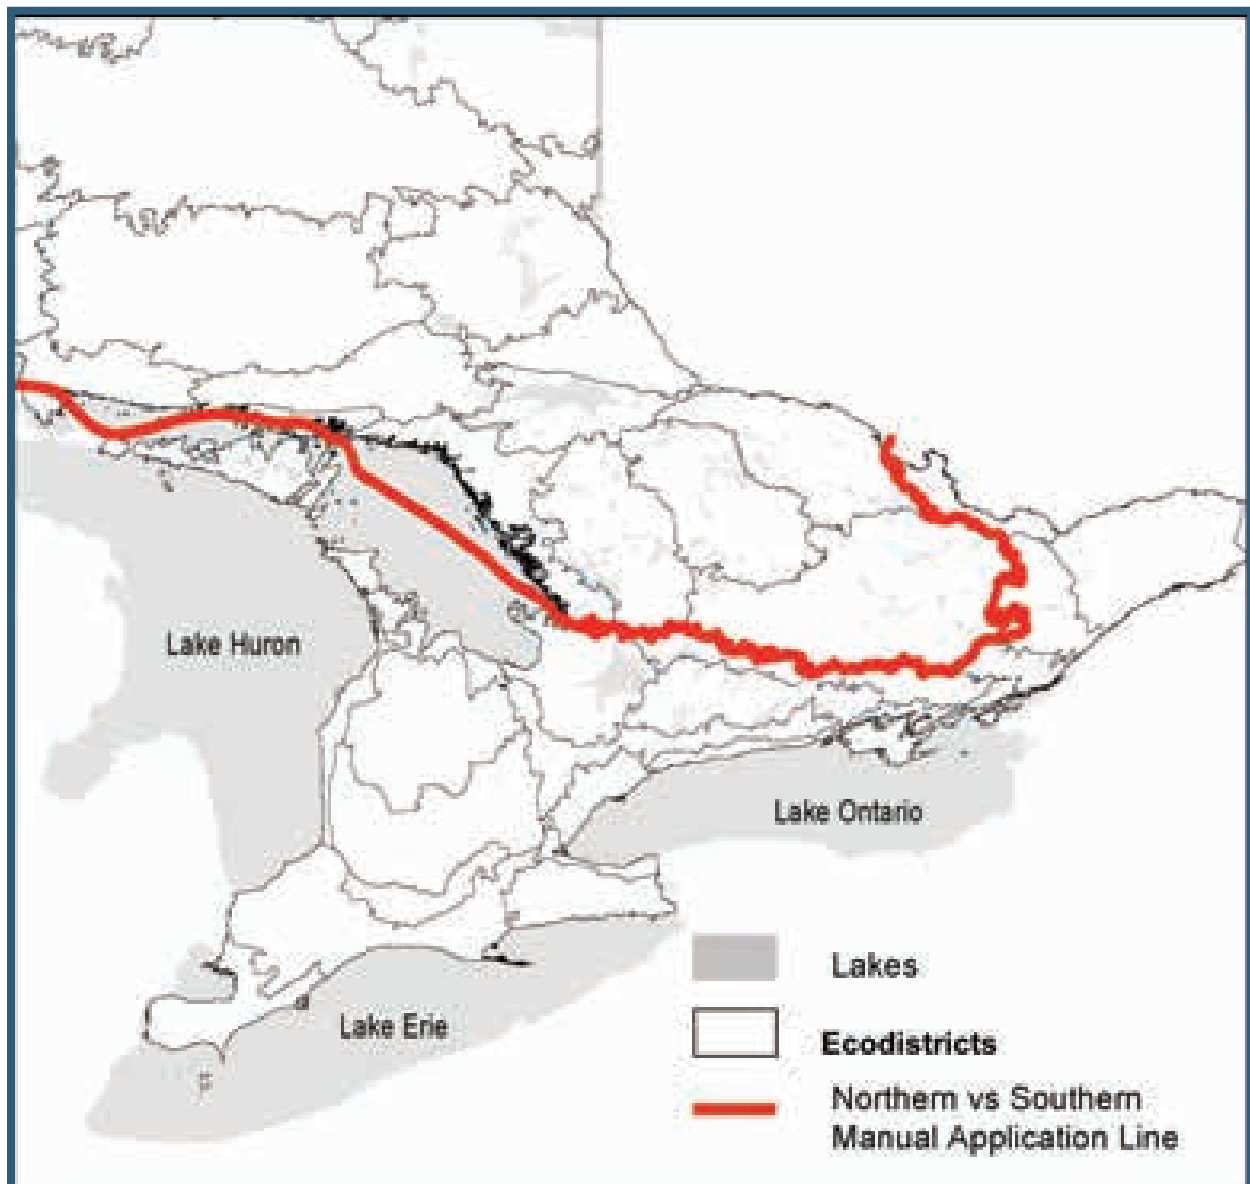 Lake Huron
Lake Ontario
Lake Erie
Lakes
Ecodistricts
Northern vs Southern
Manual Application Line